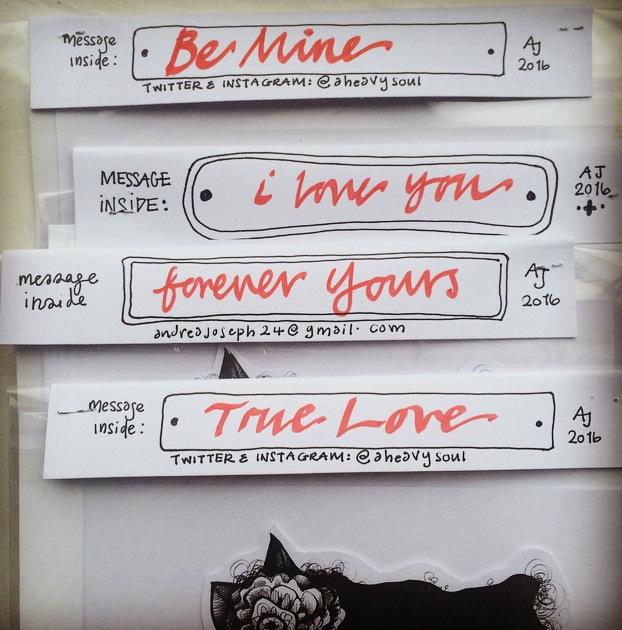 message
inside:
Be Mine
AJ
2016
TWITTER & INSTAGRAM: @aheavysoul
MESSAGE
iNSiDE:
i love you
AJ
2016
message
inside
forever yours
AJ
2016
andreajoseph24@gmail.com
message
inside:
True Love
AJ
2016
TWITTER & INSTAGRAM: @aheavysoul